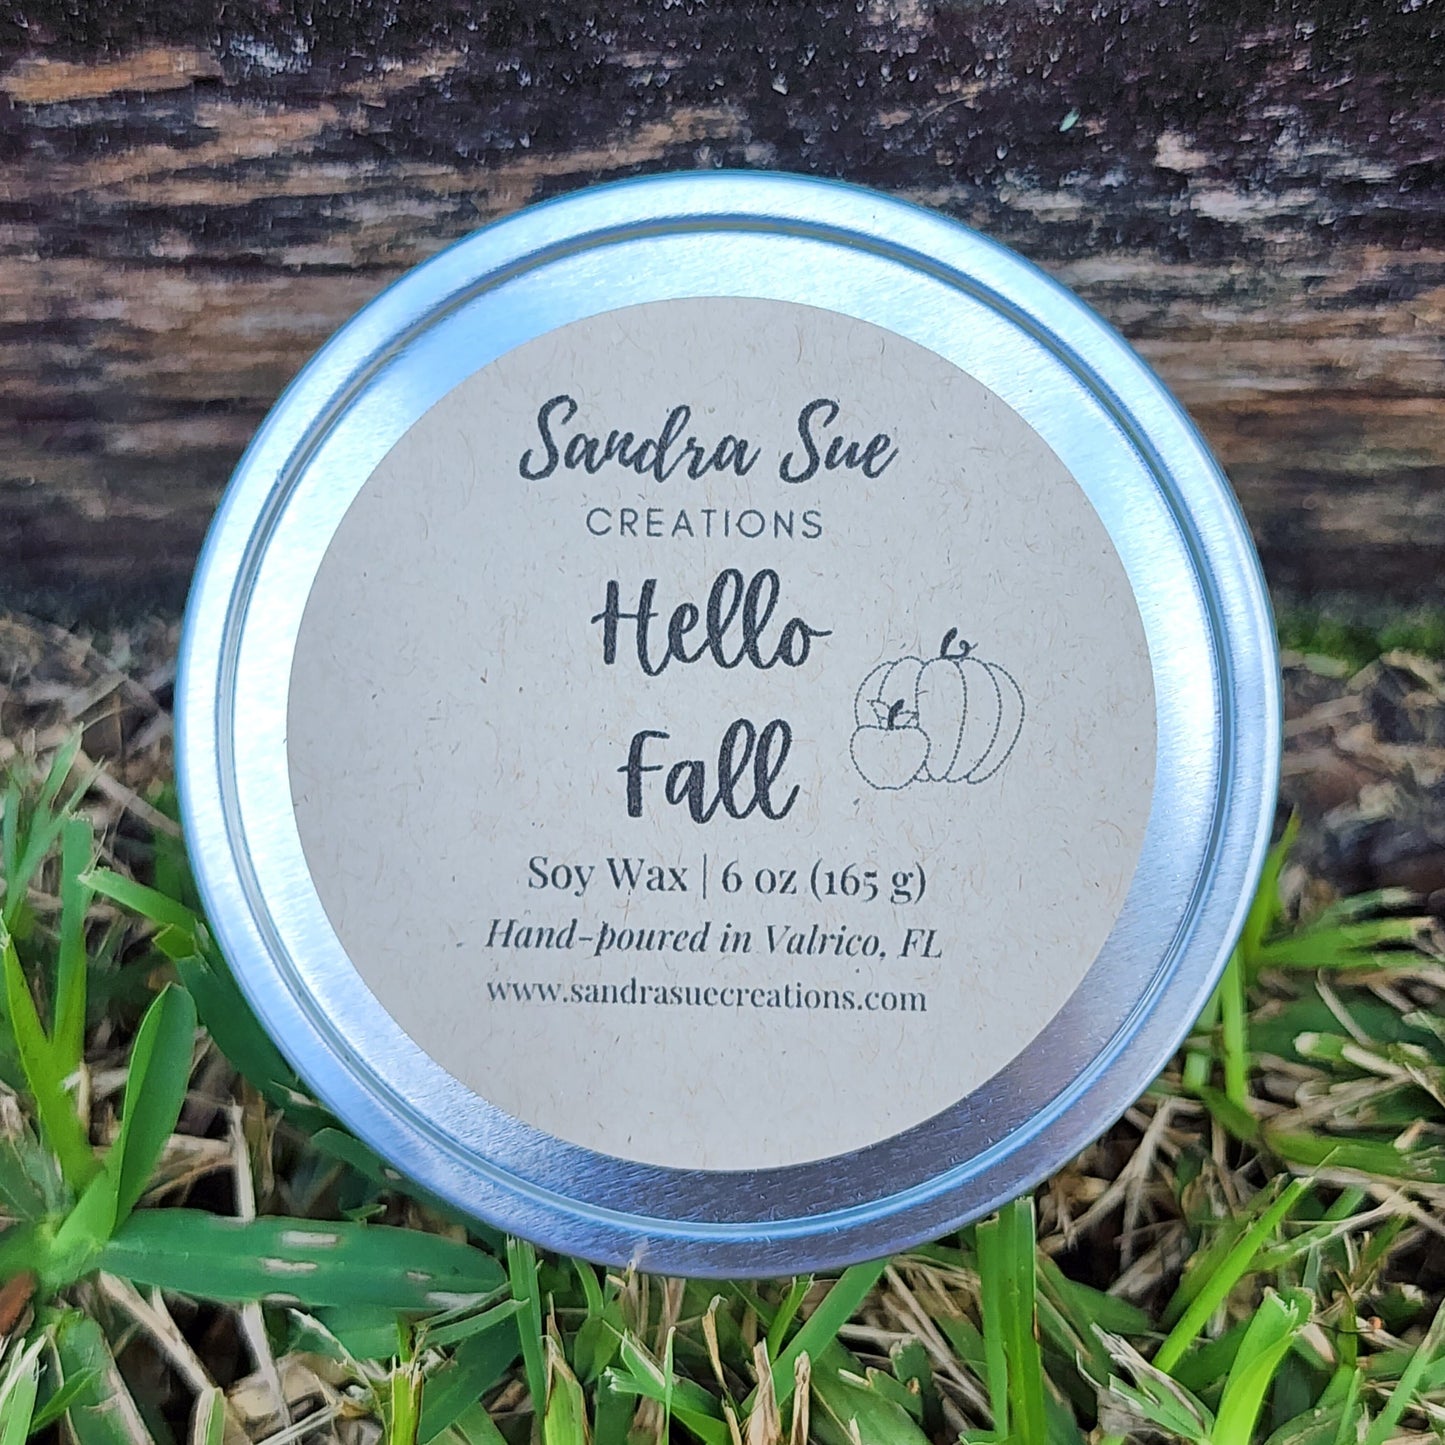 Sandra Sue
CREATIONS
Hello
Fall
Soy Wax | 6 oz (165 g)
Hand-poured in Valrico, FL
www.sandrasuecreations.com